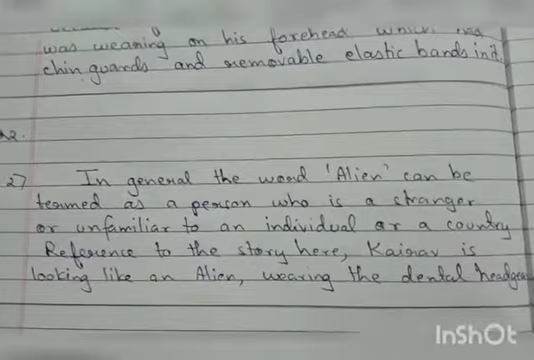 was wearing on his forehead which had
chin guards and removable elastic bands in it.
A2.
27 In general the word 'Alien' can be
teamed as a person who is a stranger
or unfamiliar to an individual or a country
Reference to the story here, Kairav is
looking like an Alien, wearing the dental headgear
InShOt